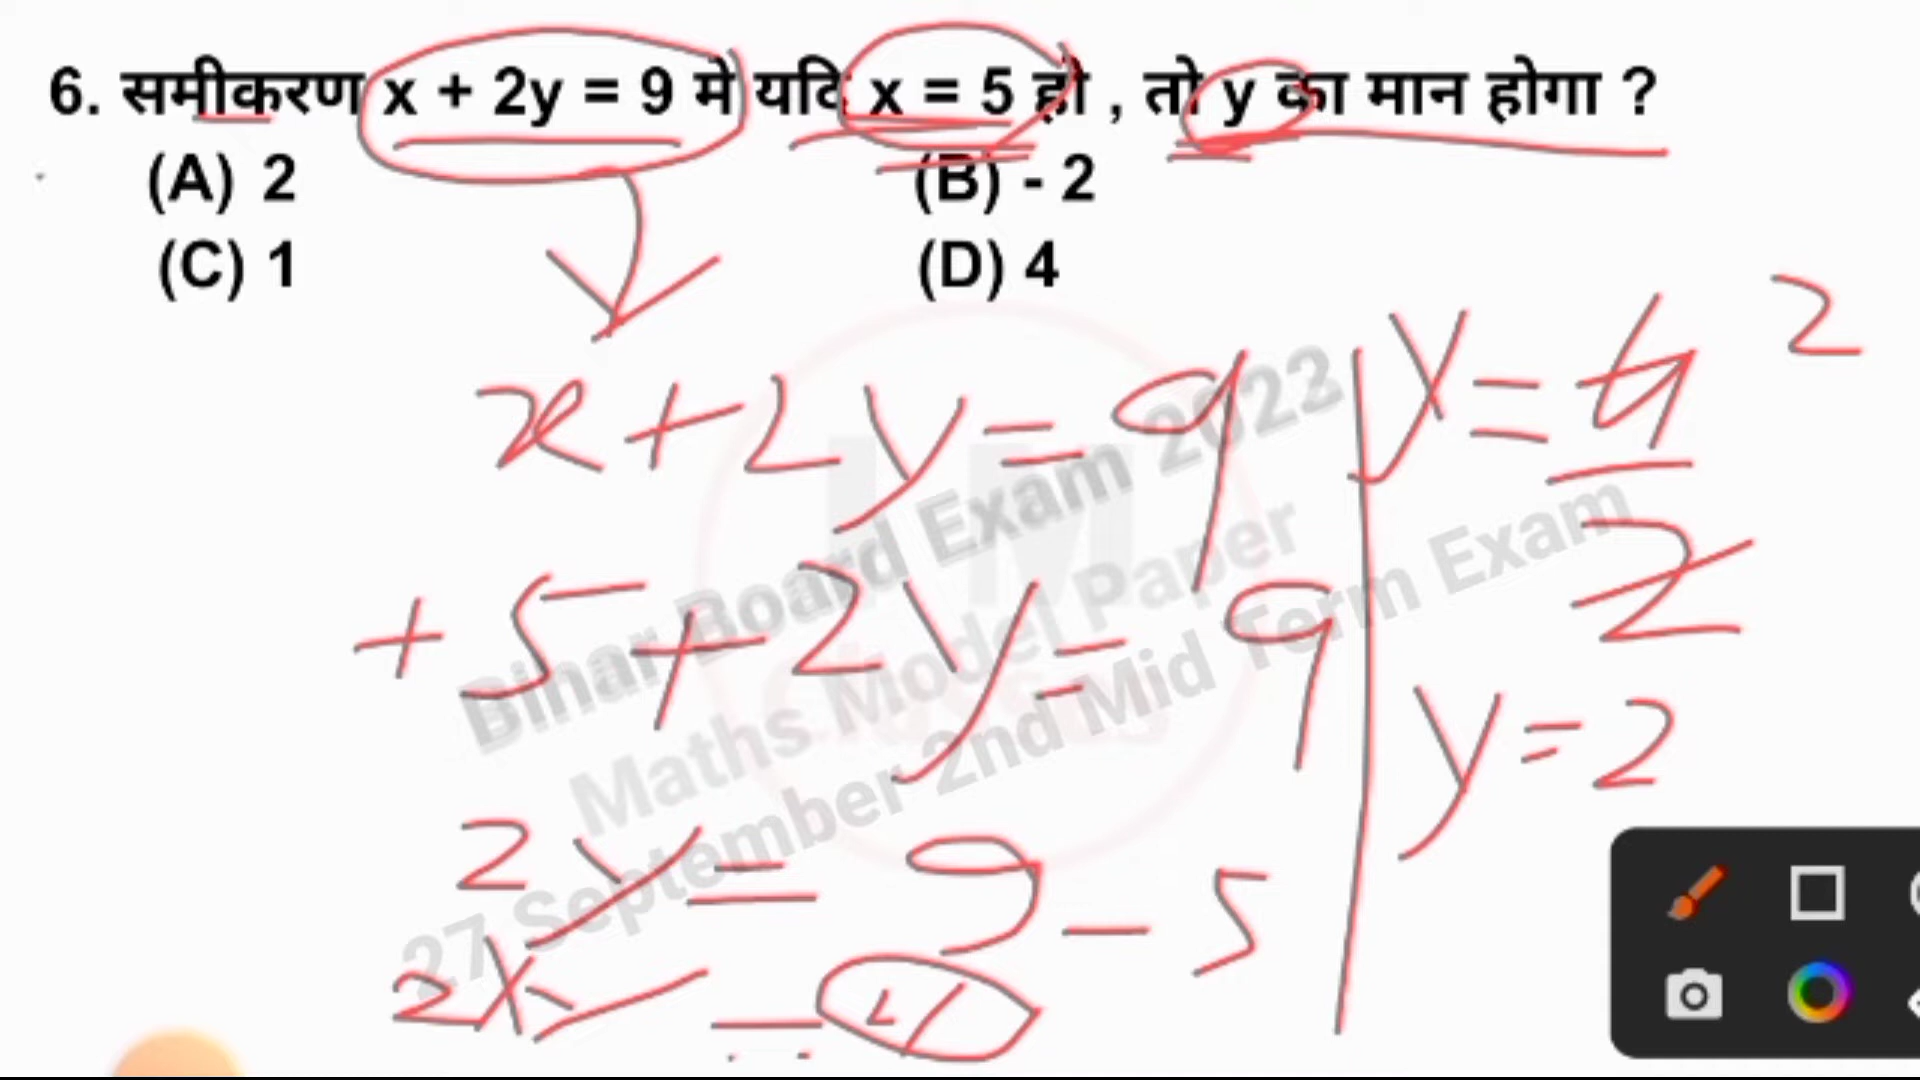 6. समीकरण x + 2y = 9 मे यदि x = 5 हो , तो y का मान होगा ?
(A) 2
(B) - 2
(C) 1
(D) 4
x + 2y = 9
+ 5 + 2y = 9
2y = 9 - 5
= 4
y = 4 2
2
y = 2
Bihar Board Exam 2022
Maths Model Paper
27 September 2nd Mid Term Exam